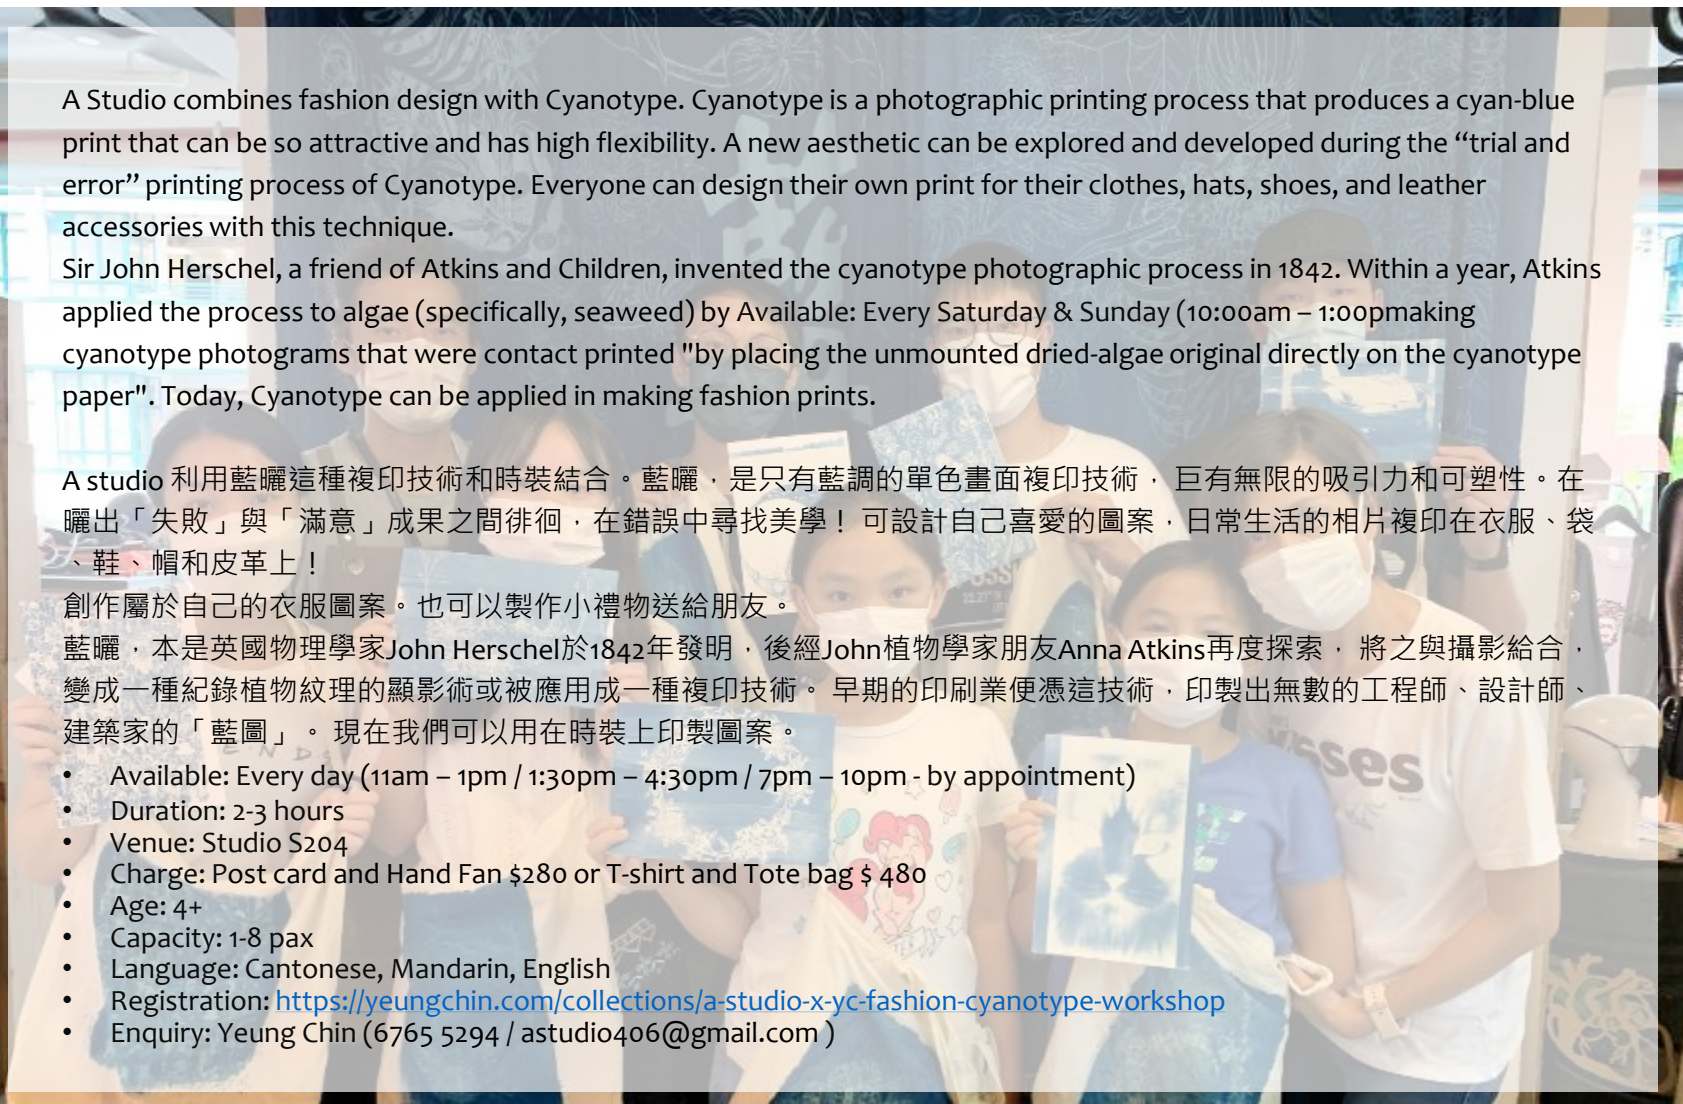 A Studio combines fashion design with Cyanotype. Cyanotype is a photographic printing process that produces a cyan-blue
print that can be so attractive and has high flexibility. A new aesthetic can be explored and developed during the “trial and
error” printing process of Cyanotype. Everyone can design their own print for their clothes, hats, shoes, and leather
accessories with this technique.
Sir John Herschel, a friend of Atkins and Children, invented the cyanotype photographic process in 1842. Within a year, Atkins
applied the process to algae (specifically, seaweed) by Available: Every Saturday & Sunday (10:00am – 1:00pmaking
cyanotype photograms that were contact printed "by placing the unmounted dried-algae original directly on the cyanotype
paper". Today, Cyanotype can be applied in making fashion prints.
A studio 利用藍曬這種複印技術和時裝結合。藍曬，是只有藍調的單色畫面複印技術， 巨有無限的吸引力和可塑性。在
曬出「失敗」與「滿意」成果之間徘徊，在錯誤中尋找美學！ 可設計自己喜愛的圖案，日常生活的相片複印在衣服、袋
、鞋、帽和皮革上！
創作屬於自己的衣服圖案。也可以製作小禮物送給朋友。
藍曬，本是英國物理學家John Herschel於1842年發明，後經John植物學家朋友Anna Atkins再度探索， 將之與攝影給合，
變成一種紀錄植物紋理的顯影術或被應用成一種複印技術。 早期的印刷業便憑這技術，印製出無數的工程師、設計師、
建築家的「藍圖」。 現在我們可以用在時裝上印製圖案。
• Available: Every day (11am – 1pm / 1:30pm – 4:30pm / 7pm – 10pm - by appointment)
• Duration: 2-3 hours
• Venue: Studio S204
• Charge: Post card and Hand Fan $280 or T-shirt and Tote bag $ 480
• Age: 4+
• Capacity: 1-8 pax
• Language: Cantonese, Mandarin, English
• Registration: https://yeungchin.com/collections/a-studio-x-yc-fashion-cyanotype-workshop
• Enquiry: Yeung Chin (6765 5294 / astudio406@gmail.com )